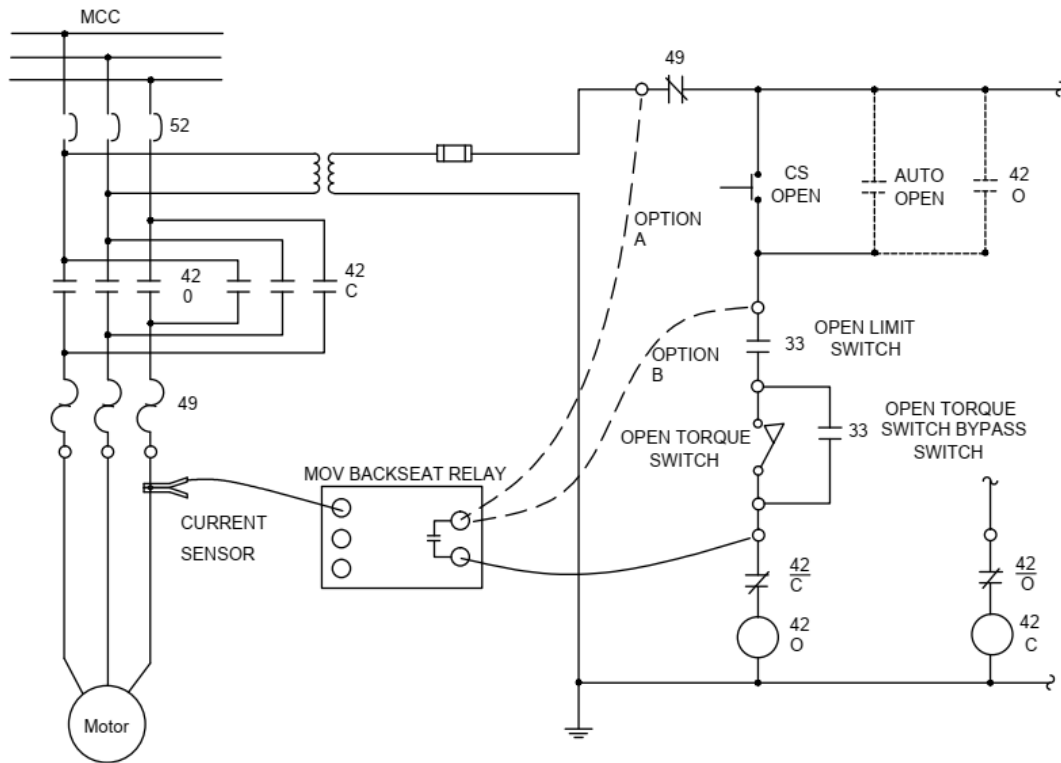 MCC
52
49
CS
OPEN
AUTO
OPEN
42
O
OPTION
A
42
0
42
C
OPTION
B
33
OPEN LIMIT
SWITCH
49
OPEN TORQUE
SWITCH
33
OPEN TORQUE
SWITCH BYPASS
SWITCH
MOV BACKSEAT RELAY
CURRENT
SENSOR
42
C
42
O
42
O
42
C
Motor